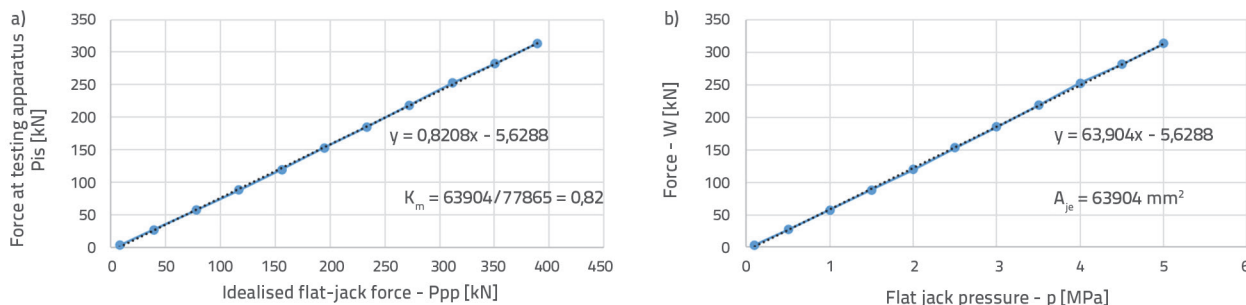 a)
Force at testing apparatus
Pis [kN]
350
300
250
200
150
100
50
0
y = 0,8208x - 5,6288
Km = 63904/77865 = 0,82
0 50 100 150 200 250 300 350 400 450
Idealised flat-jack force - Ppp [kN]
b)
Force - W [kN]
350
300
250
200
150
100
50
0
y = 63,904x - 5,6288
Aje = 63904 mm²
0 1 2 3 4 5 6
Flat jack pressure - p [MPa]